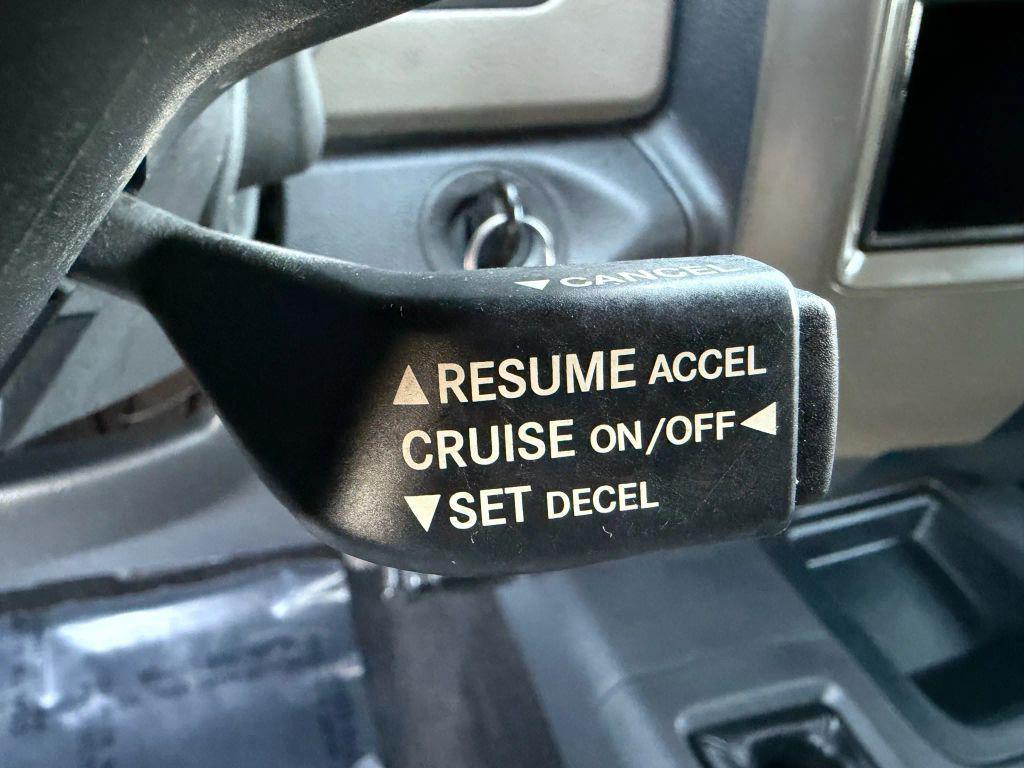 ▼ CANCEL
▲ RESUME ACCEL
CRUISE ON/OFF ◀
▼ SET DECEL